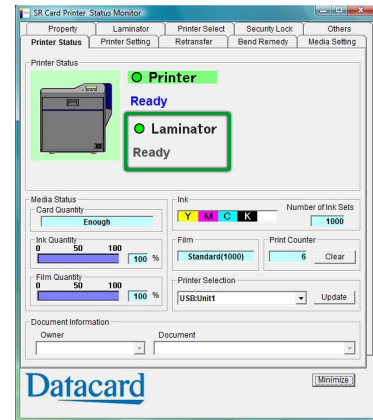 SR Card Printer Status Monitor
Property Laminator Printer Select Security Lock Others
Printer Status Printer Setting Retransfer Bend Remedy Media Setting
Printer Status
Printer
Ready
Laminator
Ready
Media Status
Card Quantity
Enough
Ink
Y M C K
Number of Ink Sets
1000
Ink Quantity
0 50 100
100 %
Film
Standard(1000)
Print Counter
6 Clear
Film Quantity
0 50 100
100 %
Printer Selection
USB:Unit1 Update
Document Information
Owner Document
Datacard
Minimize